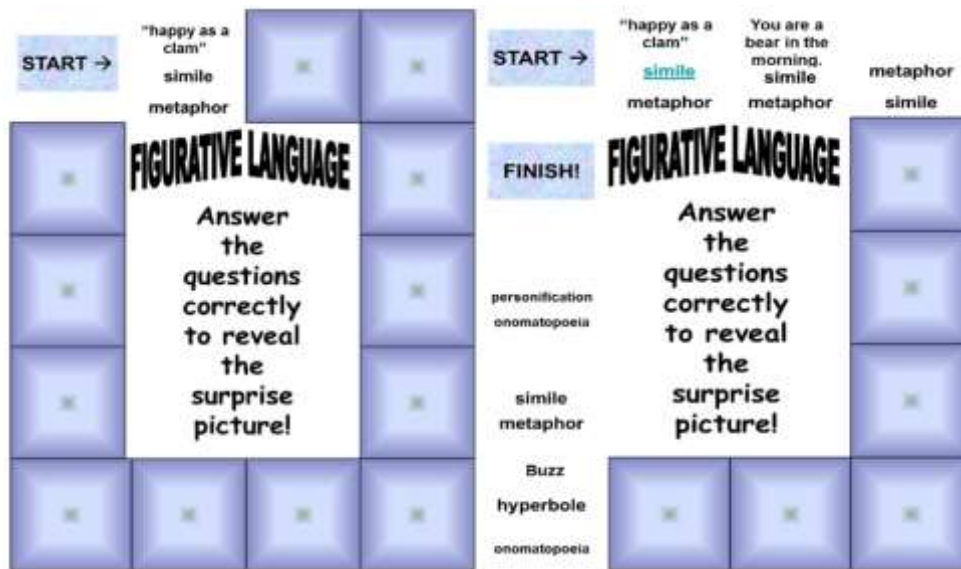 START →
"happy as a
clam"
simile
metaphor
FIGURATIVE LANGUAGE
Answer
the
questions
correctly
to reveal
the
surprise
picture!
START →
"happy as a
clam"
simile
metaphor
You are a
bear in the
morning.
simile
metaphor
metaphor
simile
FINISH!
FIGURATIVE LANGUAGE
Answer
the
questions
correctly
to reveal
the
surprise
picture!
personification
onomatopoeia
simile
metaphor
Buzz
hyperbole
onomatopoeia